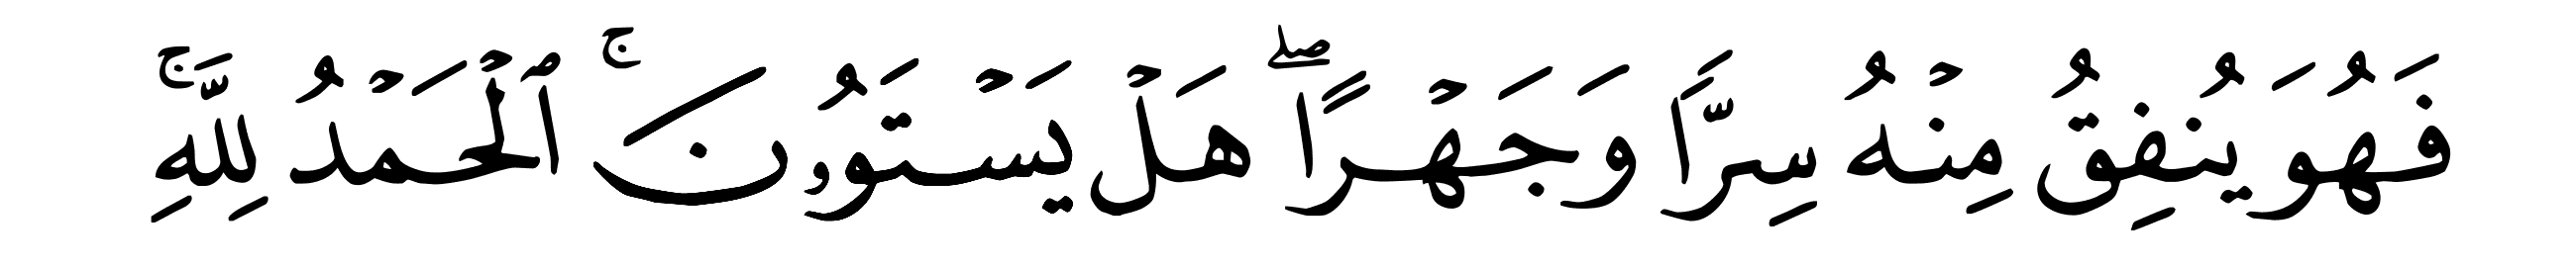 فَهُوَ يُنفِقُ مِنْهُ سِرًّا وَجَهْرًا ۖ هَلْ يَسْتَوُۥنَ ۚ ٱلْحَمْدُ لِلَّهِ ۚ